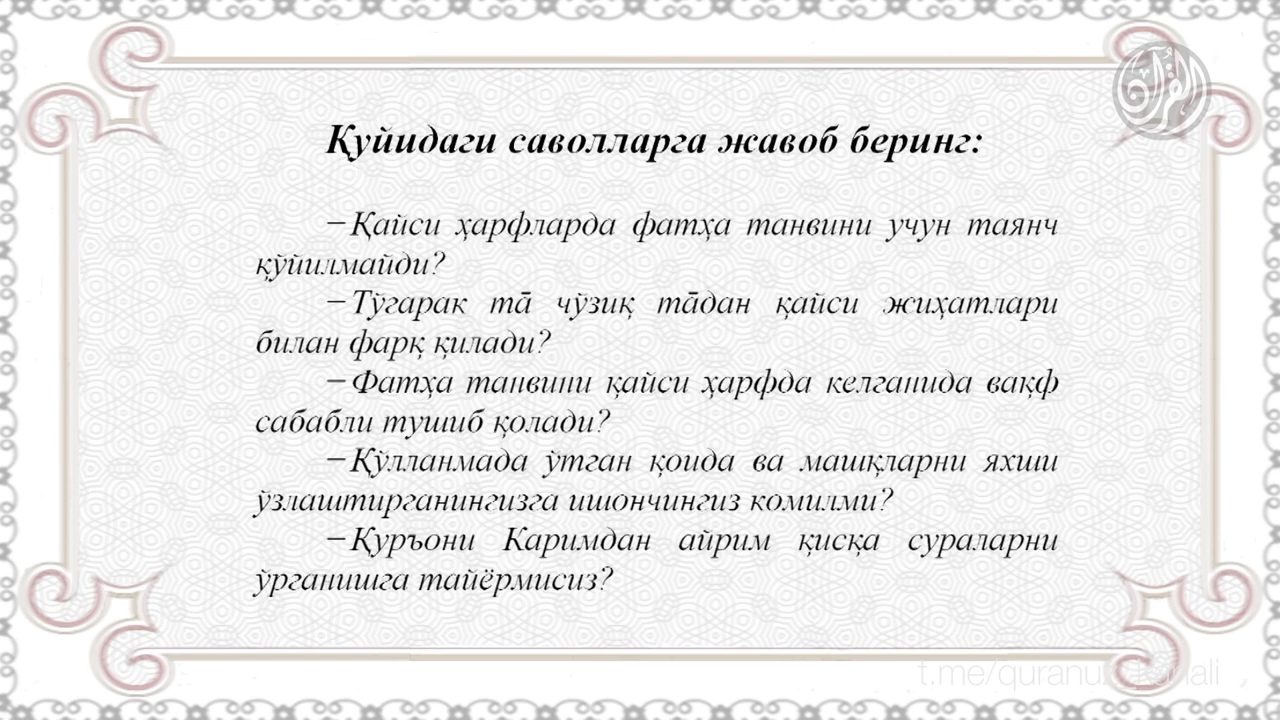 القرآن
Қуйидаги саволларга жавоб беринг:
– Қайси ҳарфларда фатҳа танвини учун таянч
қўйилмайди?
– Тўгарак тā чўзиқ тāдан қайси жиҳатлари
билан фарқ қилади?
– Фатҳа танвини қайси ҳарфда келганида вақф
сабабли тушиб қолади?
– Қўлланмада ўтган қоида ва машқларни яхши
ўзлаштирганингизга ишончингиз комилми?
– Қуръони Каримдан айрим қисқа сураларни
ўрганишга тайёрмисиз?